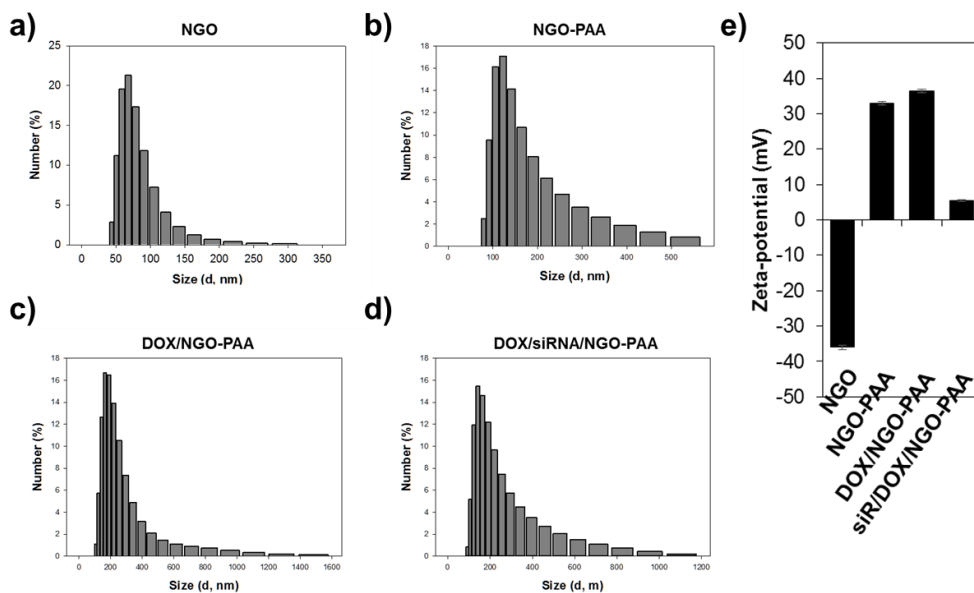 a)
NGO
Number (%)
25
20
15
10
5
0
0 50 100 150 200 250 300 350
Size (d, nm)
b)
NGO-PAA
Number (%)
18
16
14
12
10
8
6
4
2
0
0 100 200 300 400 500
Size (d, nm)
c)
DOX/NGO-PAA
Number (%)
18
16
14
12
10
8
6
4
2
0
0 200 400 600 800 1000 1200 1400 1600
Size (d, nm)
d)
DOX/siRNA/NGO-PAA
Number (%)
18
16
14
12
10
8
6
4
2
0
0 200 400 600 800 1000 1200
Size (d, m)
e)
Zeta-potential (mV)
50
40
30
20
10
0
-10
-20
-30
-40
-50
NGO
NGO-PAA
DOX/NGO-PAA
siR/DOX/NGO-PAA